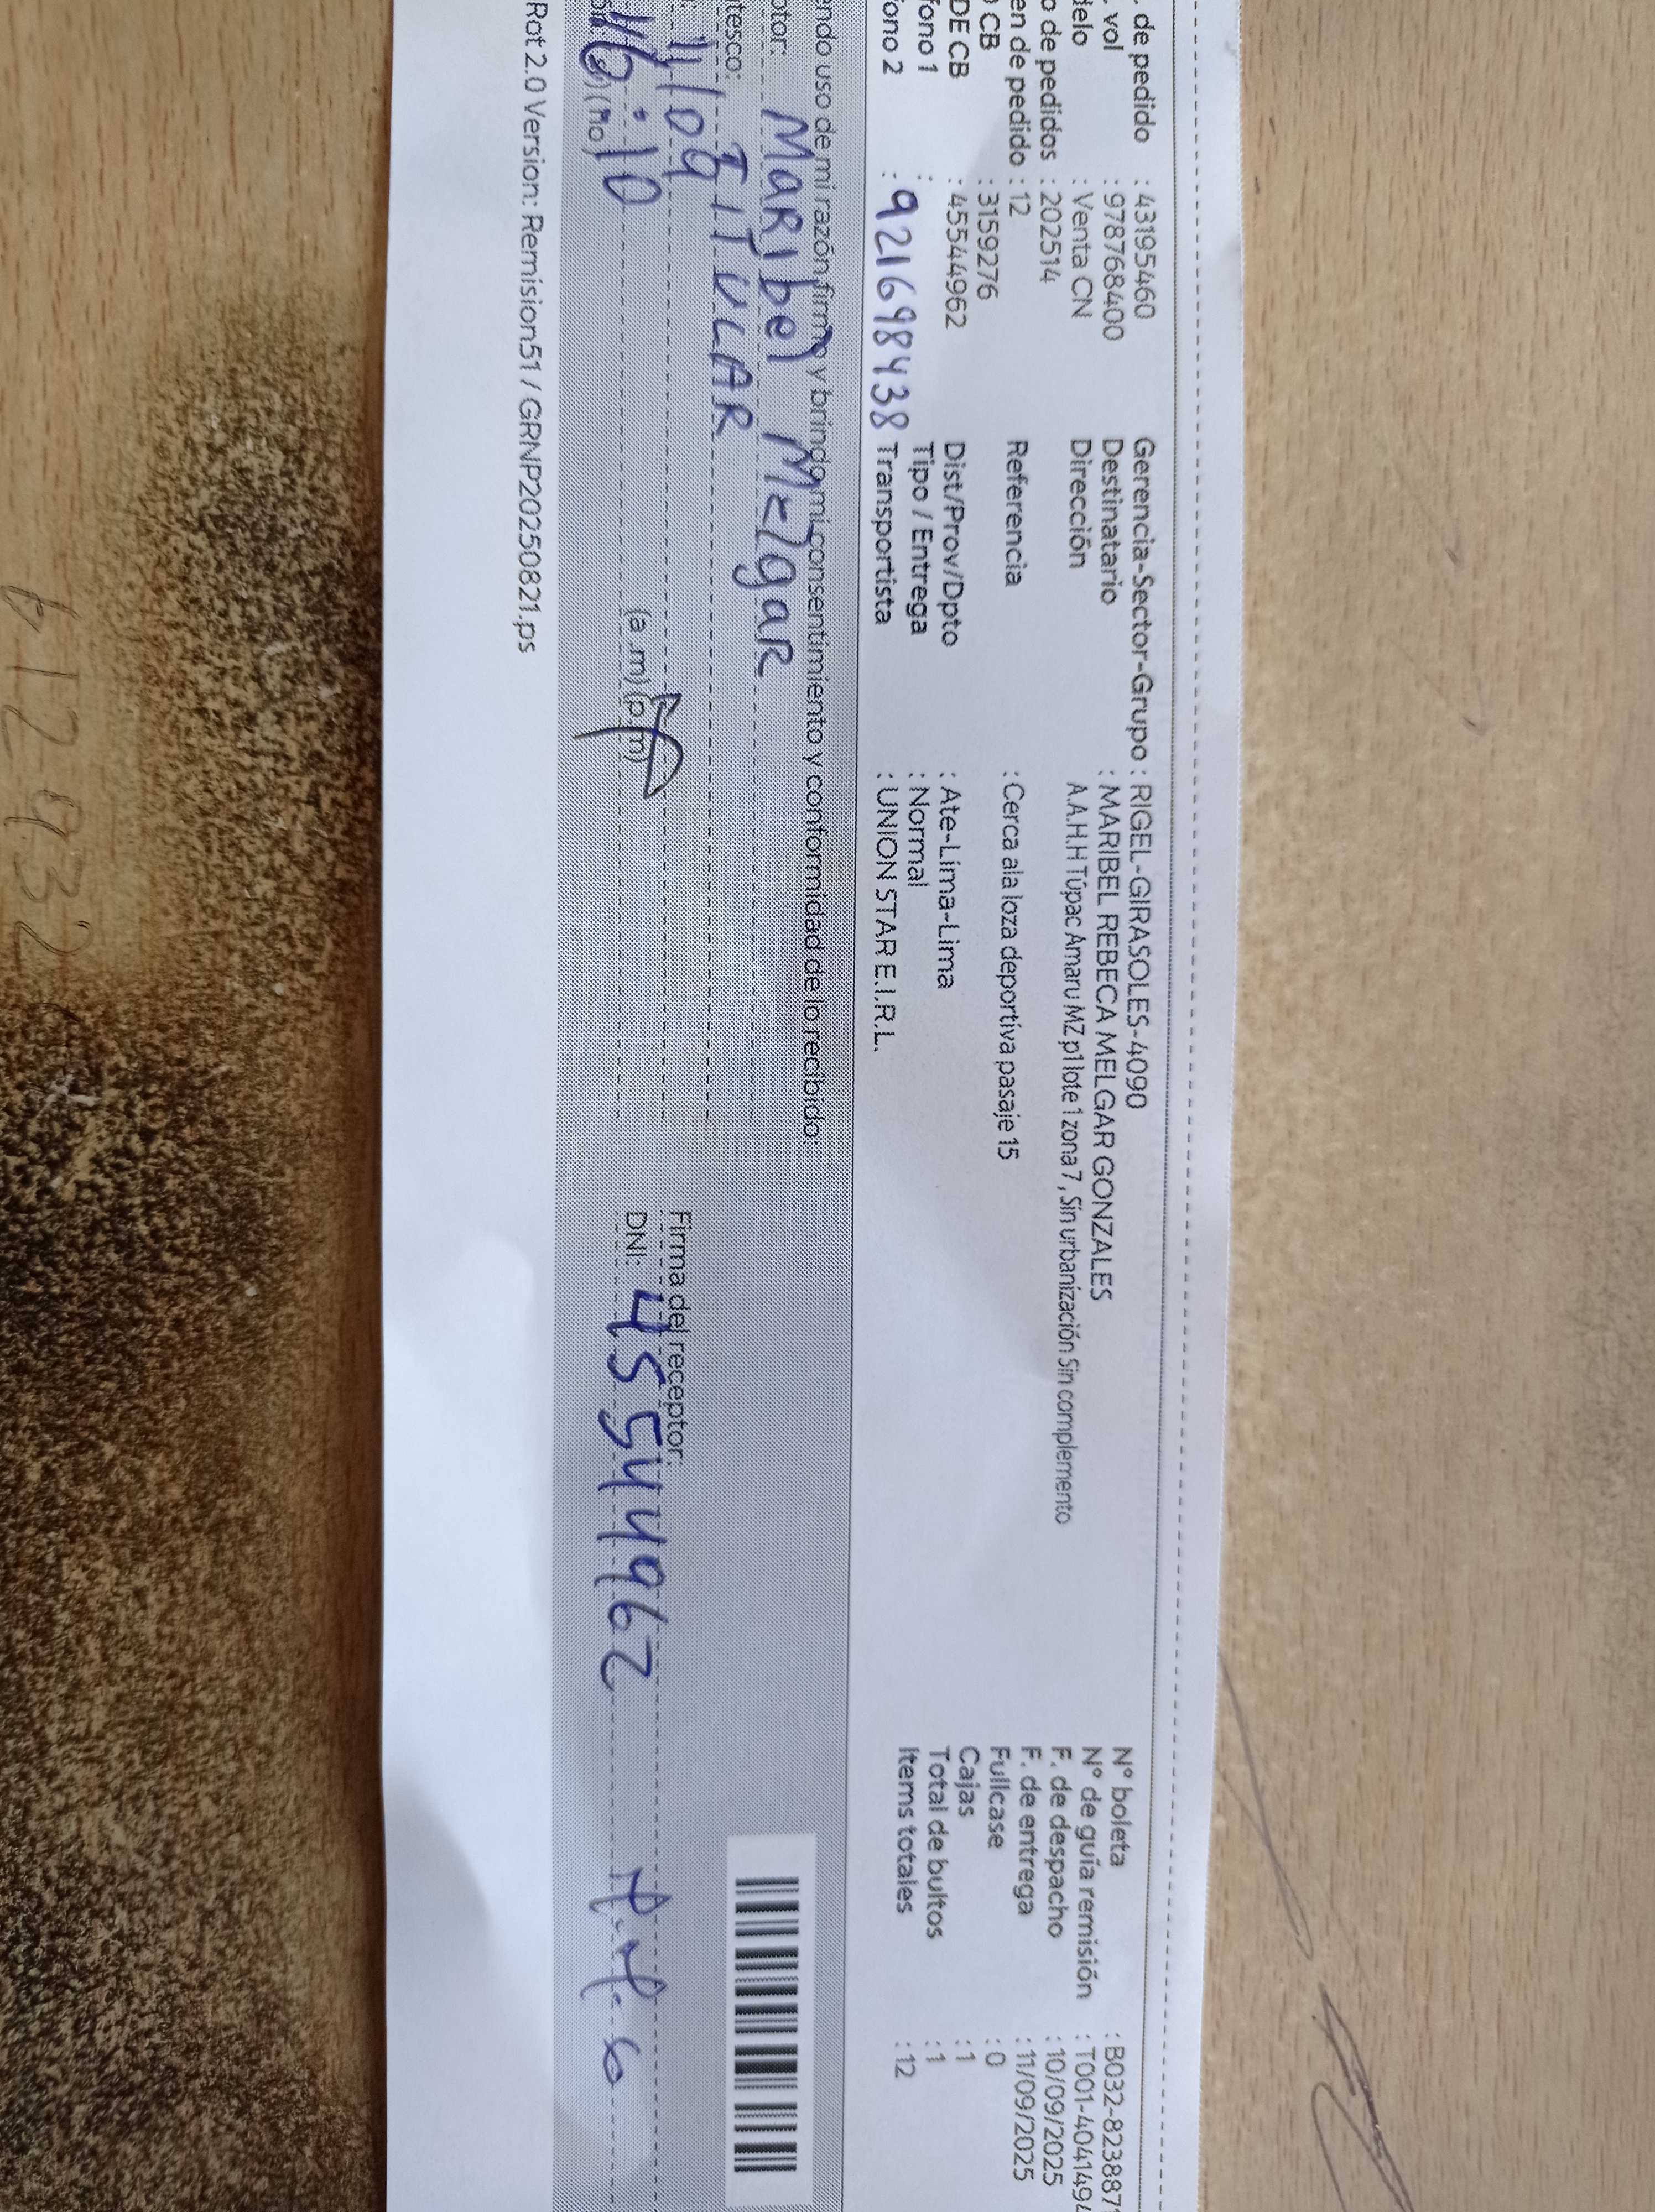 . de pedido : 43195460
. vol : 9787768400
delo : Venta CN
o de pedidos : 202514
en de pedido : 12
CB : 3159276
DE CB : 45544962
fono 1 :
fono 2 : 921698438
Gerencia-Sector-Grupo : RIGEL-GIRASOLES-4090
Destinatario : MARIBEL REBECA MELGAR GONZALES
Dirección A.A.H.H Túpac Amaru MZ p1 lote 1 zona 7 , Sin urbanización Sin complemento
Referencia : Cerca ala loza deportiva pasaje 15
Dist/Prov/Dpto : Ate-Lima-Lima
Tipo / Entrega : Normal
Transportista : UNION STAR E.I.R.L.
N° boleta : B032-823887
N° de guía remisión : T001-4041494
F. de despacho : 10/09/2025
F. de entrega : 11/09/2025
Fullcase : 0
Cajas : 1
Total de bultos : 1
Items totales : 12
endo uso de mi razón, firmo y brindo mi consentimiento y conformidad de lo recibido:
ptor: Maribel Melgar
tesco: TITULAR
11/09
16:10 (a.m) (p.m)
(No)
Firma del receptor:
DNI: 45544962
Rot 2.0 Version: Remision51 / GRNP20250821.ps